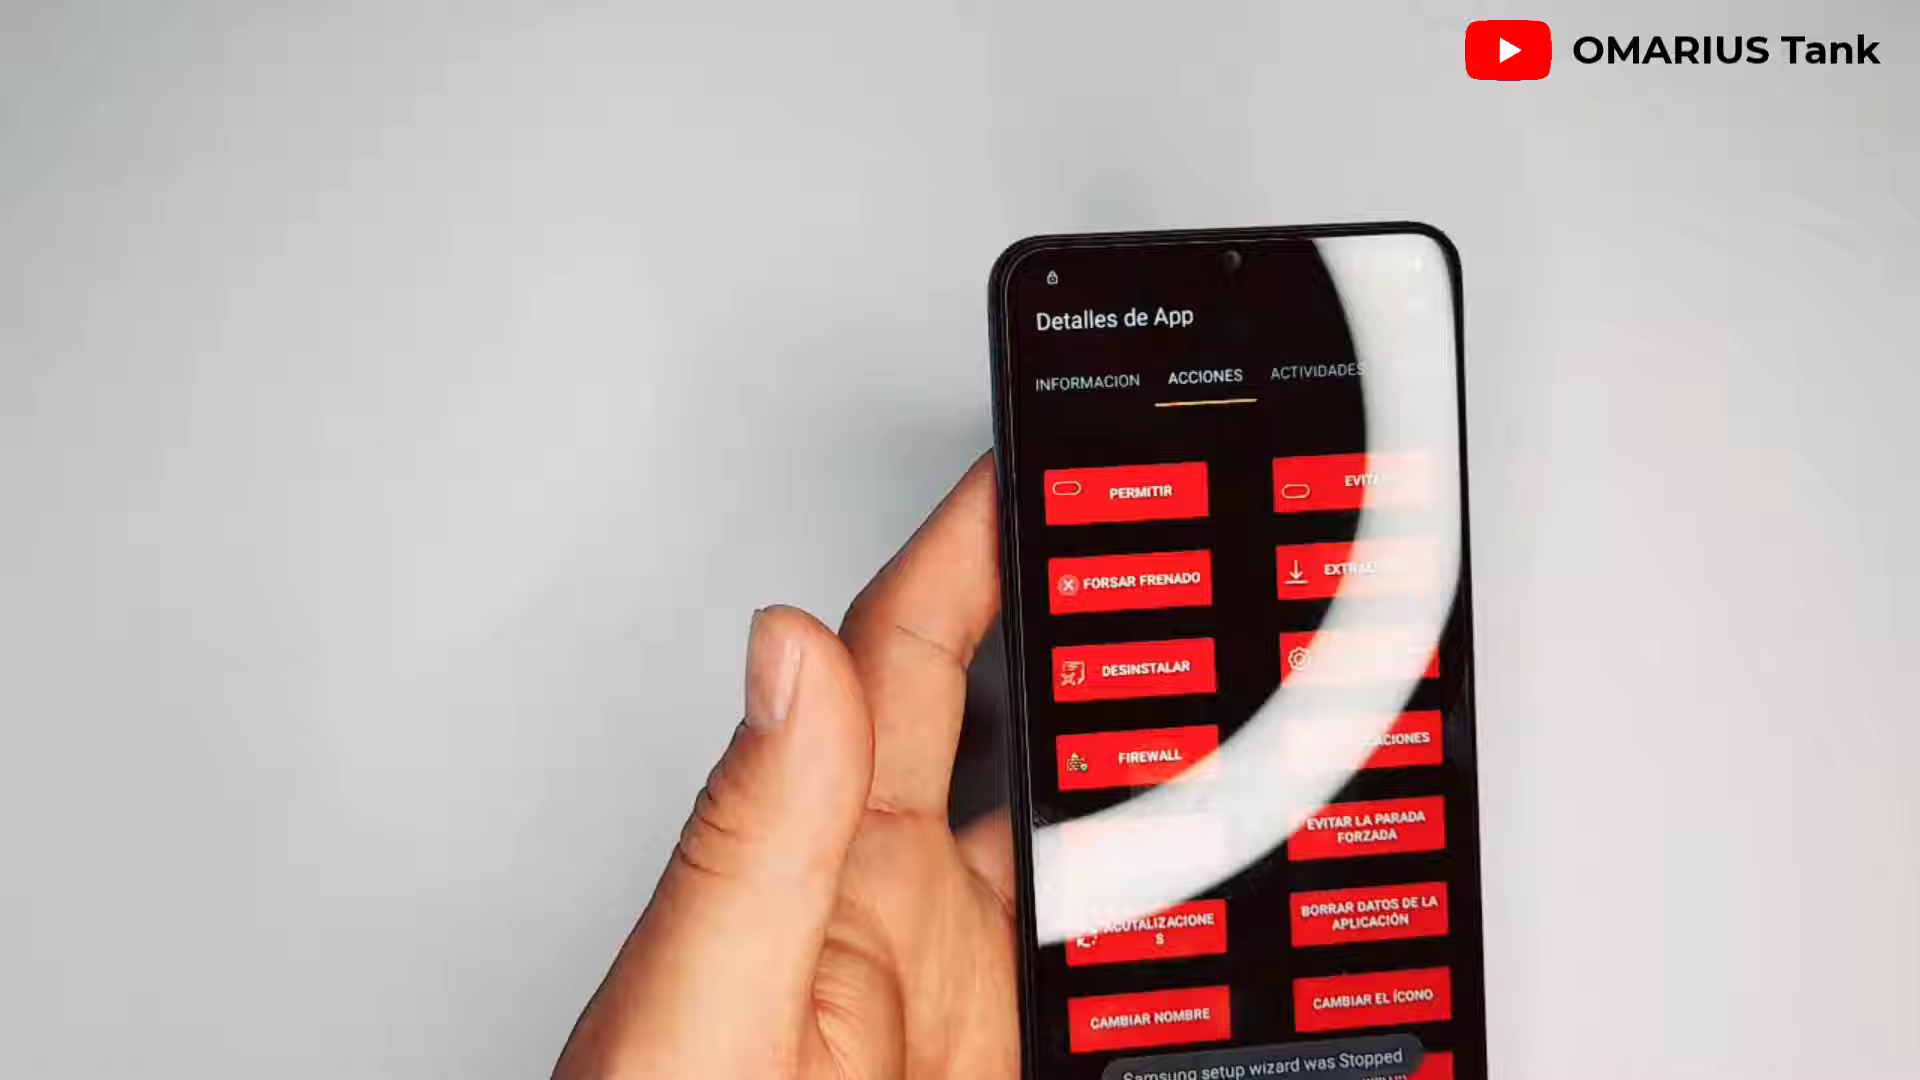 OMARIUS Tank
Detalles de App
INFORMACION ACCIONES ACTIVIDADES
PERMITIR
FORSAR FRENADO
DESINSTALAR
FIREWALL
EVITAR LA PARADA
FORZADA
ACUTALIZACIONE
S
BORRAR DATOS DE LA
APLICACIÓN
CAMBIAR NOMBRE
CAMBIAR EL ÍCONO
Samsung setup wizard was Stopped